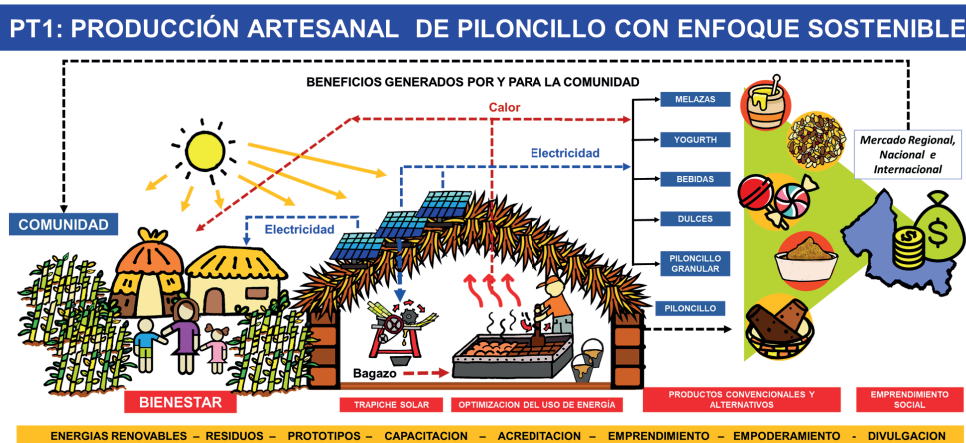 PT1: PRODUCCIÓN ARTESANAL DE PILONCILLO CON ENFOQUE SOSTENIBLE
BENEFICIOS GENERADOS POR Y PARA LA COMUNIDAD
Calor
Electricidad
Electricidad
COMUNIDAD
MELAZAS
YOGURTH
BEBIDAS
DULCES
PILONCILLO
GRANULAR
PILONCILLO
Mercado Regional,
Nacional e
Internacional
Bagazo
BIENESTAR
TRAPICHE SOLAR
OPTIMIZACION DEL USO DE ENERGÍA
PRODUCTOS CONVENCIONALES Y
ALTERNATIVOS
EMPRENDIMIENTO
SOCIAL
ENERGIAS RENOVABLES – RESIDUOS – PROTOTIPOS – CAPACITACION – ACREDITACION – EMPRENDIMIENTO – EMPODERAMIENTO - DIVULGACION